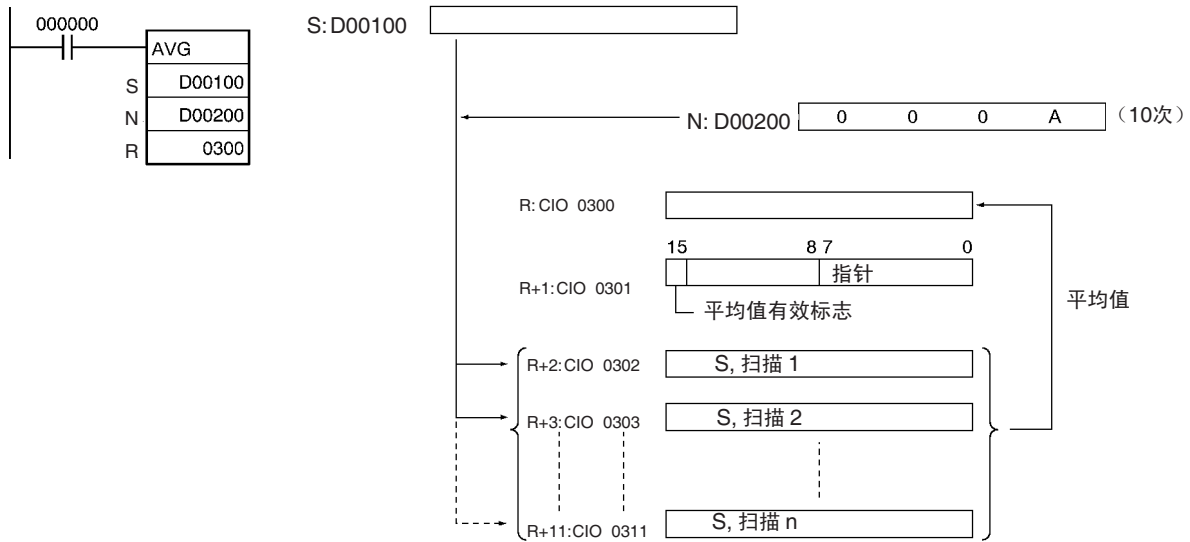 000000
AVG
S D00100
N D00200
R 0300
S: D00100
N: D00200 0 0 0 A （10次）
R: CIO 0300
15 8 7 0
R+1:CIO 0301 指针
平均值有效标志
平均值
R+2:CIO 0302 S, 扫描 1
R+3:CIO 0303 S, 扫描 2
R+11:CIO 0311 S, 扫描 n